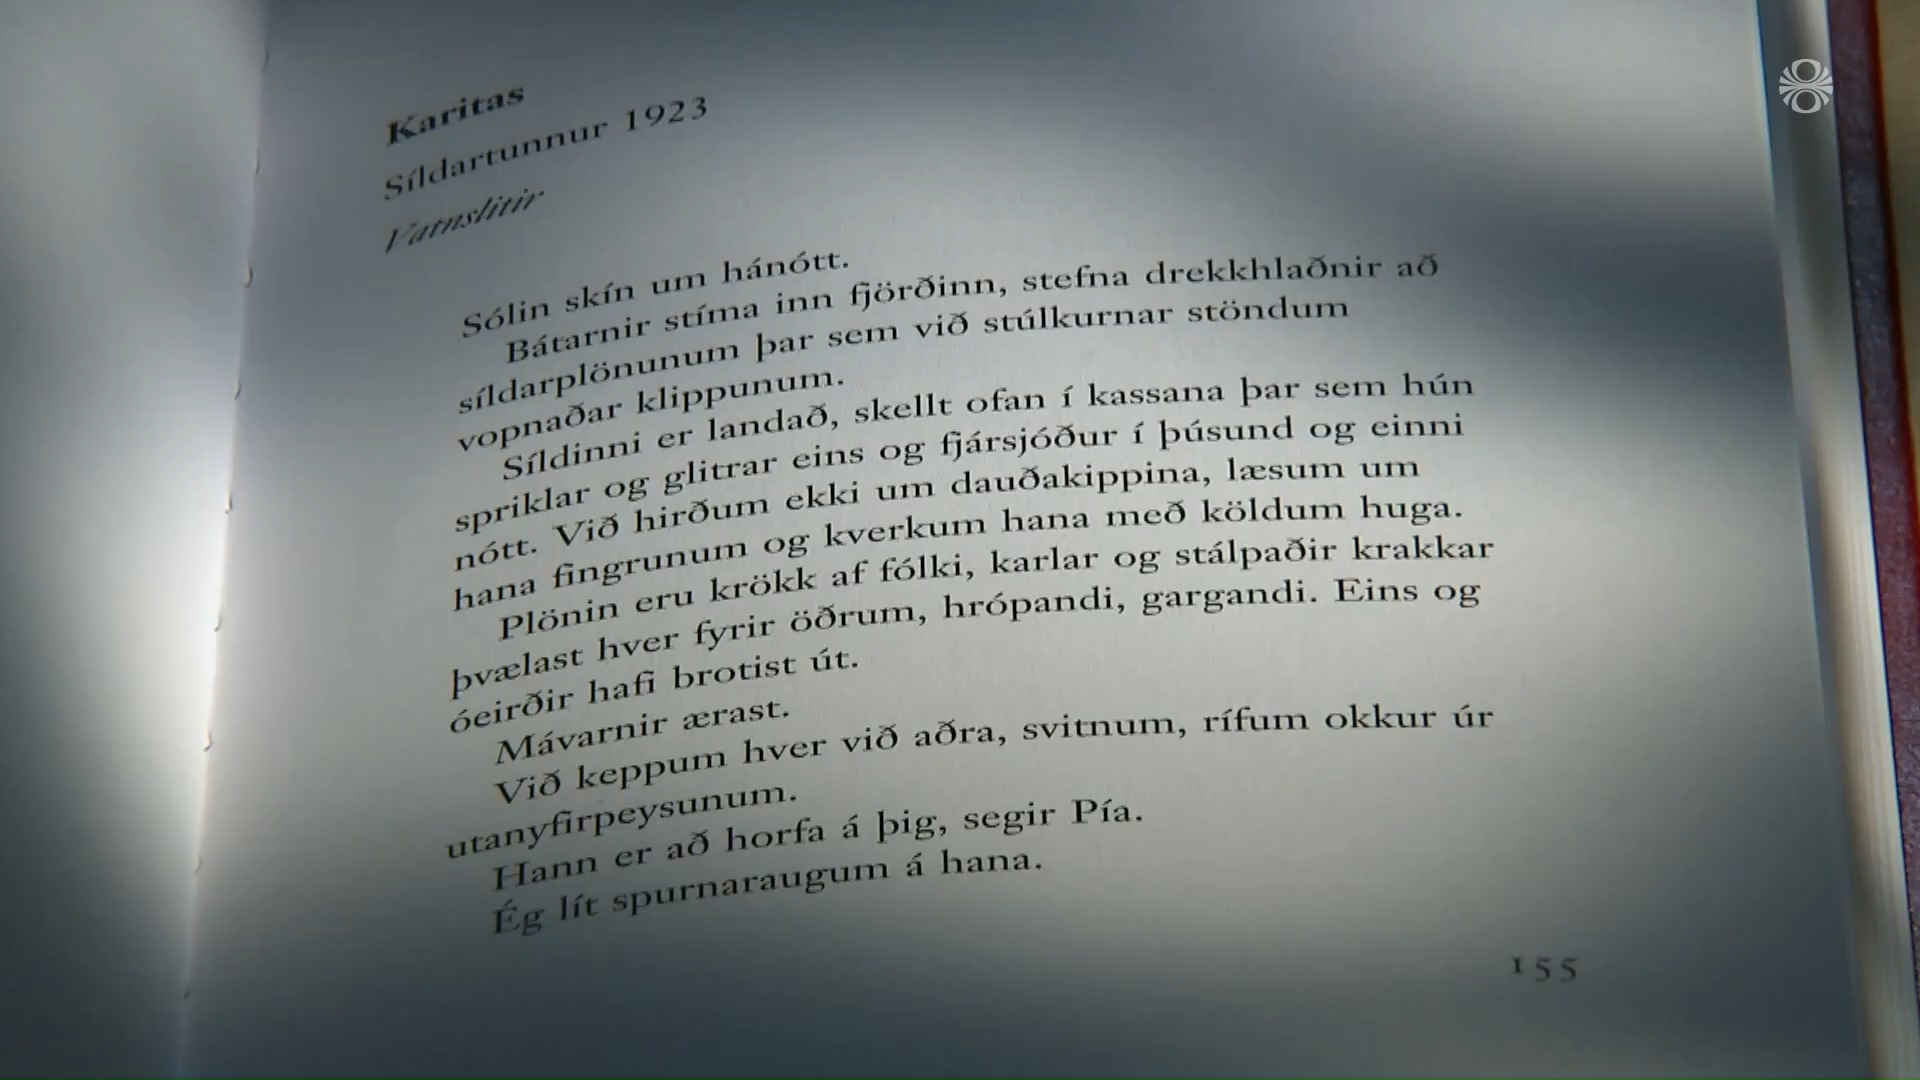 Karitas
Síldartunnur 1923
Vatnslitir
Sólin skín um hánótt.
Bátarnir stíma inn fjörðinn, stefna drekkhlaðnir að
síldarplönunum þar sem við stúlkurnar stöndum
vopnaðar klippunum.
Síldinni er landað, skellt ofan í kassana þar sem hún
spriklar og glitrar eins og fjársjóður í þúsund og einni
nótt. Við hirðum ekki um dauðakippina, læsum um
hana fingrunum og kverkum hana með köldum huga.
Plönin eru krökk af fólki, karlar og stálpaðir krakkar
þvælast hver fyrir öðrum, hrópandi, gargandi. Eins og
óeirðir hafi brotist út.
Mávarnir ærast.
Við keppum hver við aðra, svitnum, rífum okkur úr
utanyfirpeysunum.
Hann er að horfa á þig, segir Pía.
Ég lít spurnaraugum á hana.
155